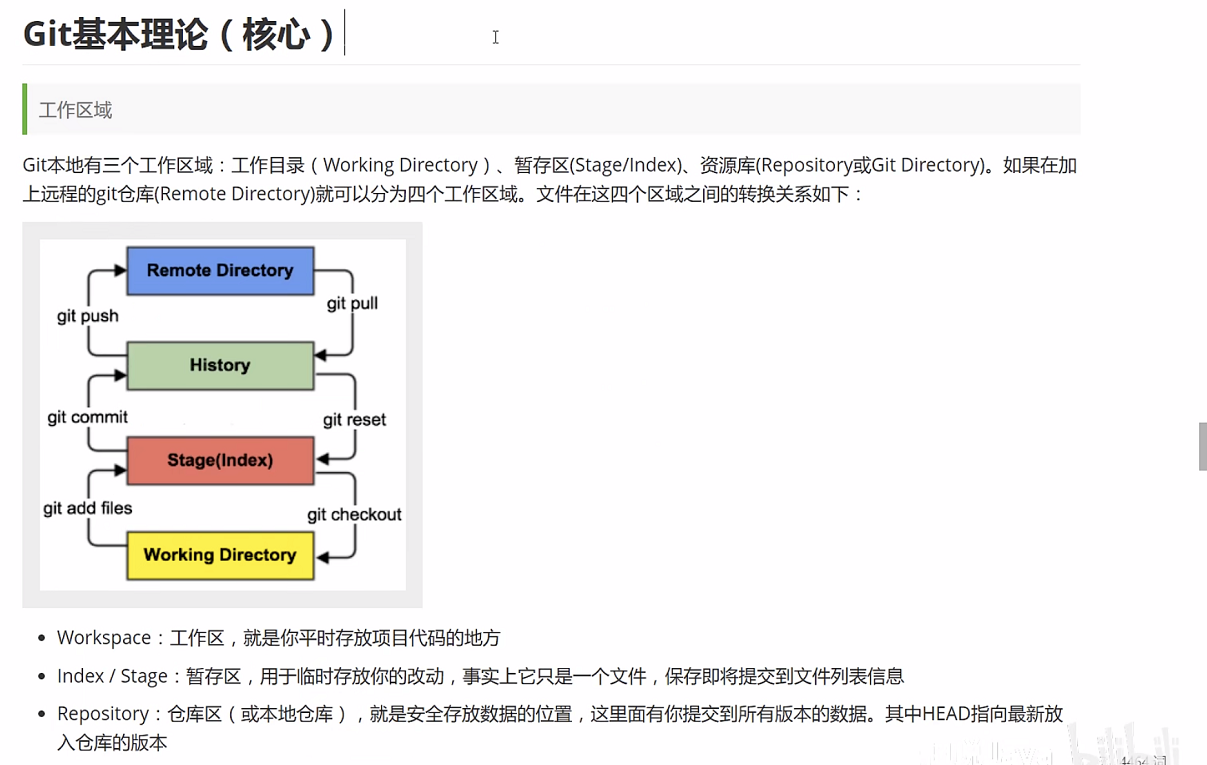 Git基本理论（核心）
工作区域
Git本地有三个工作区域：工作目录（Working Directory）、暂存区(Stage/Index)、资源库(Repository或Git Directory)。如果在加
上远程的git仓库(Remote Directory)就可以分为四个工作区域。文件在这四个区域之间的转换关系如下：
Remote Directory
git pull
git push
History
git commit
git reset
Stage(Index)
git add files
git checkout
Working Directory
Workspace：工作区，就是你平时存放项目代码的地方
Index / Stage：暂存区，用于临时存放你的改动，事实上它只是一个文件，保存即将提交到文件列表信息
Repository：仓库区（或本地仓库），就是安全存放数据的位置，这里面有你提交到所有版本的数据。其中HEAD指向最新放
入仓库的版本
bilibili